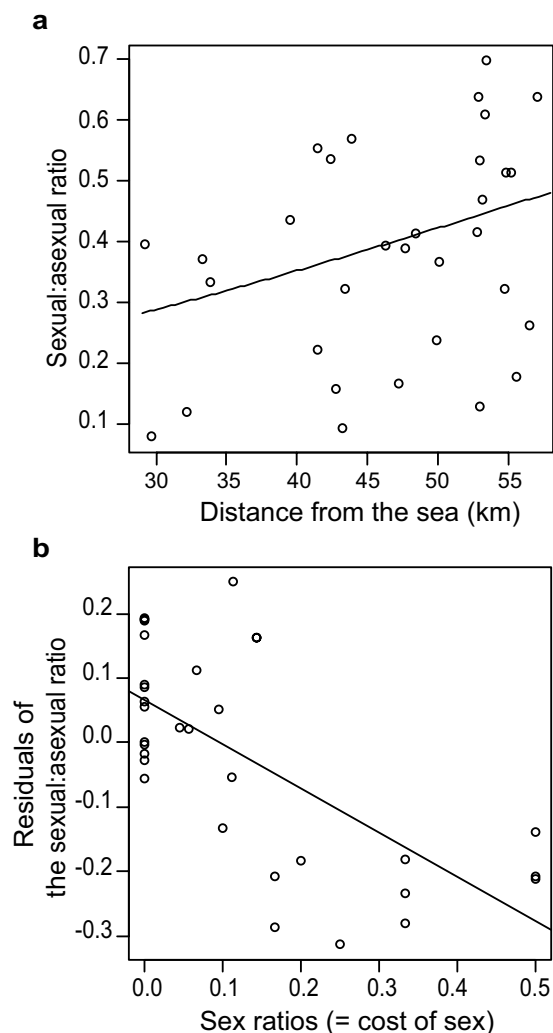 a
0.7
0.6
0.5
0.4
0.3
0.2
0.1
Sexual:asexual ratio
30 35 40 45 50 55
Distance from the sea (km)
b
0.2
0.1
0.0
-0.1
-0.2
-0.3
Residuals of
the sexual:asexual ratio
0.0 0.1 0.2 0.3 0.4 0.5
Sex ratios (= cost of sex)